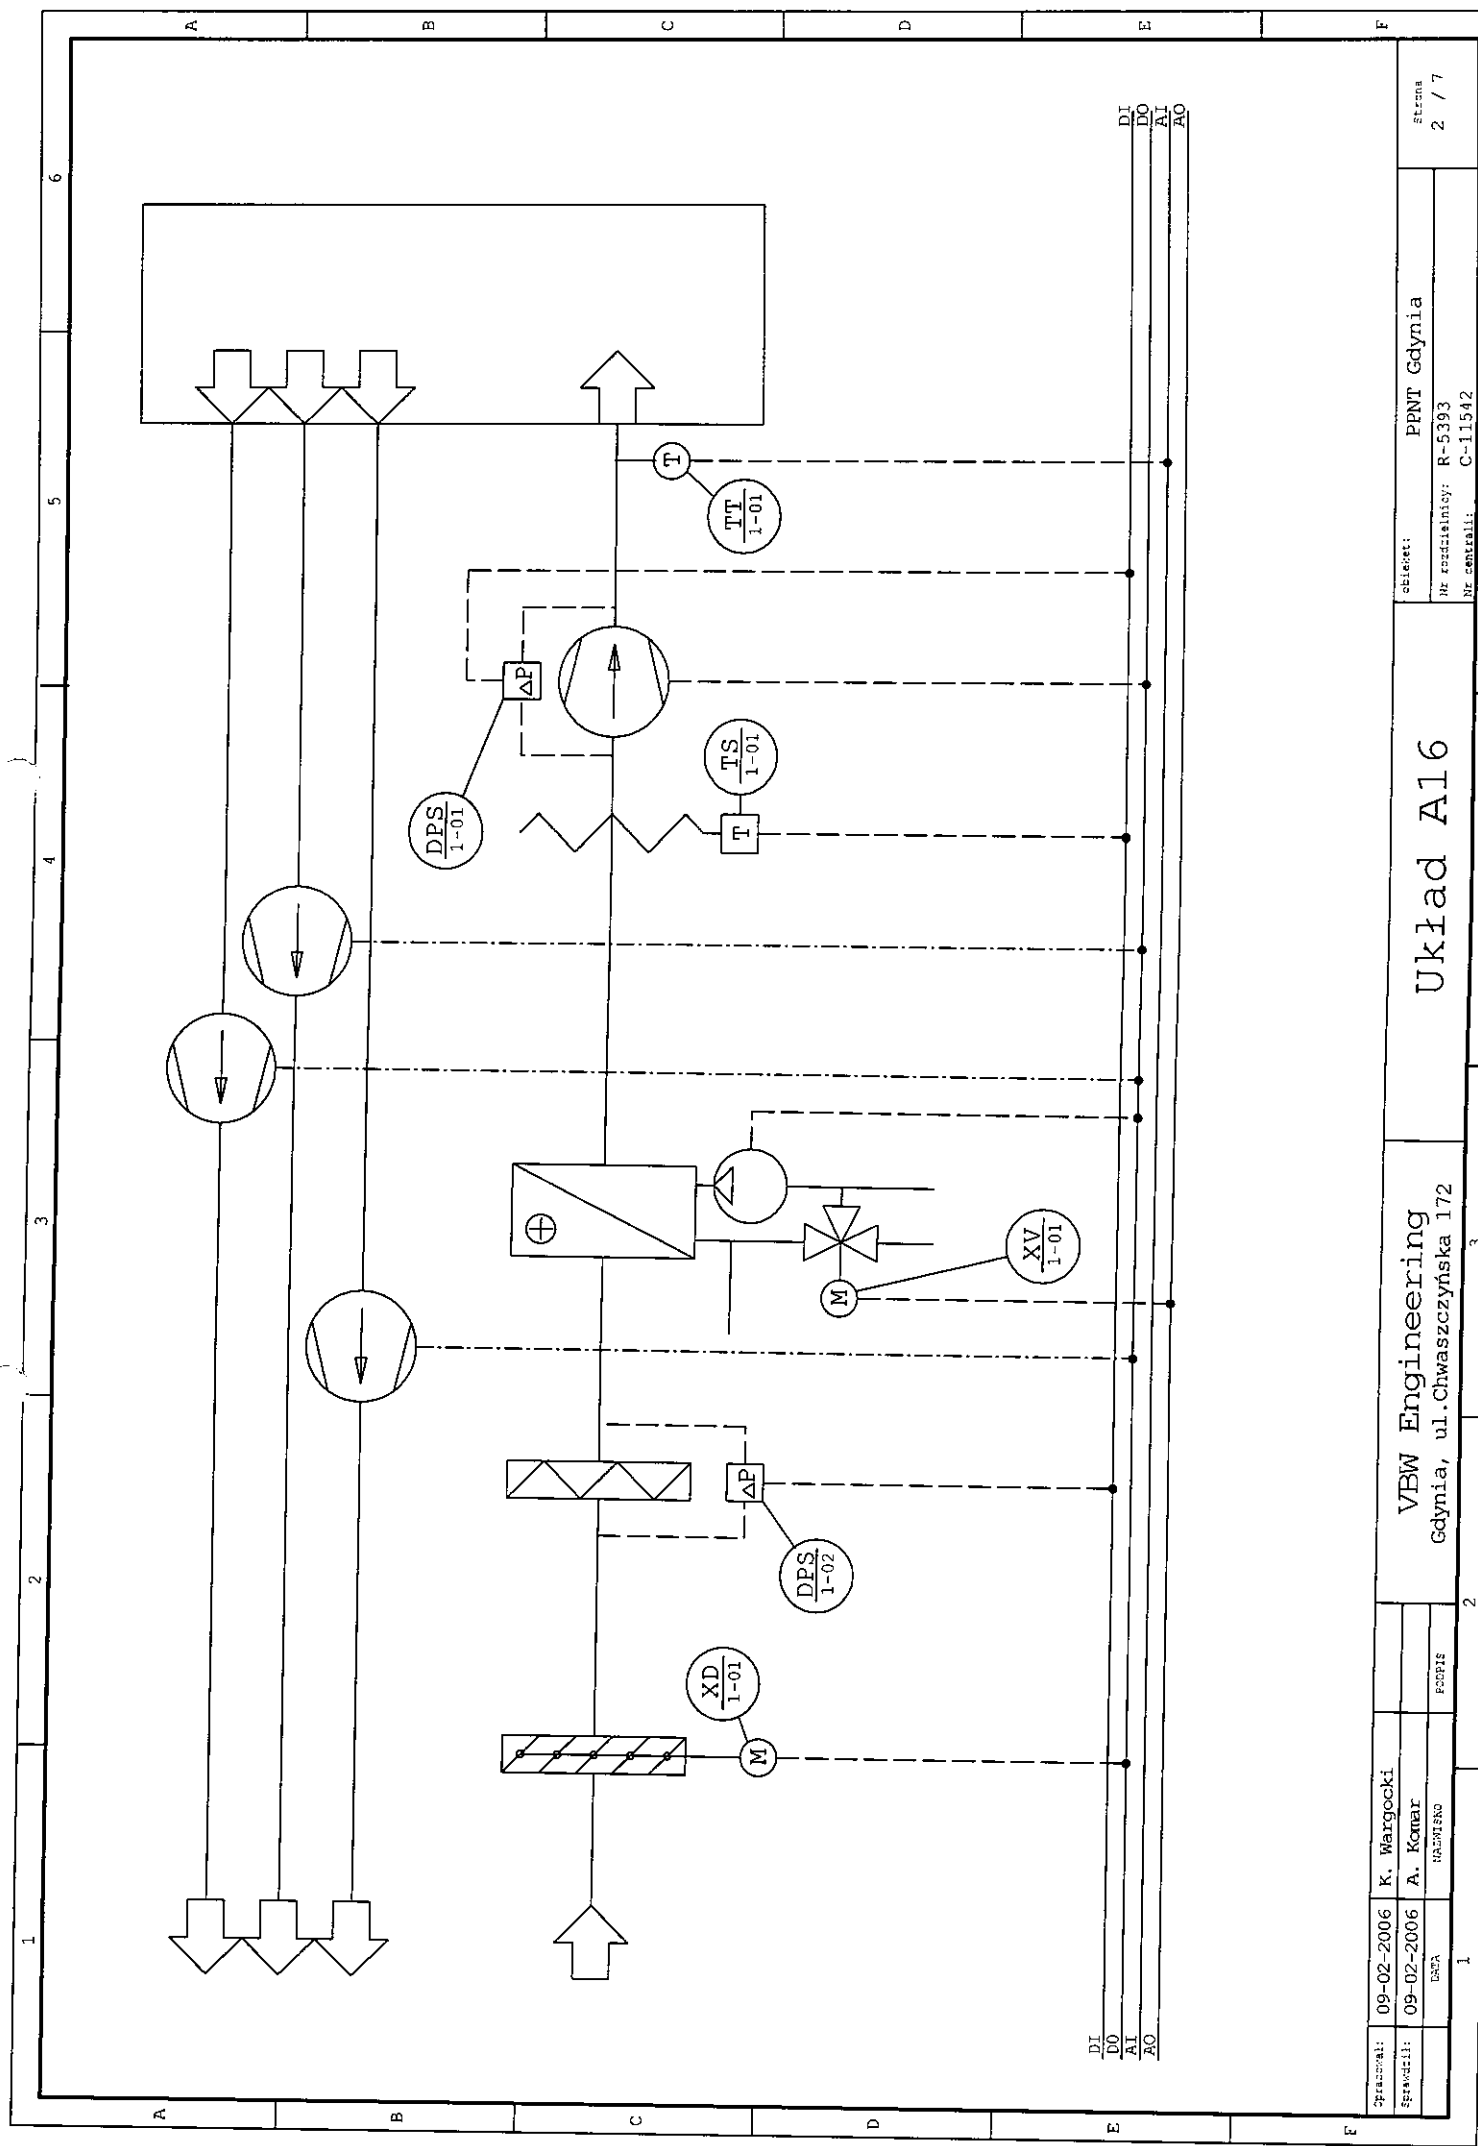 1
2
3
4
5
6
A
B
C
D
E
F
A
B
C
D
E
F
DPS
1-01
ΔP
TS
1-01
T
TT
1-01
T
XV
1-01
M
DPS
1-02
ΔP
XD
1-01
M
DI
DO
AI
AO
DI
DO
AI
AO
Opracował: 09-02-2006 K. Wargocki
Sprawdził: 09-02-2006 A. Komar
DATA NAZWISKO PODPIS
VBW Engineering
Gdynia, ul.Chwaszczyńska 172
Układ A16
obiekt: PPNT Gdynia
Nr rozdzielnicy: R-5393
Nr centrali: C-11542
Strona
2 / 7
1
2
3